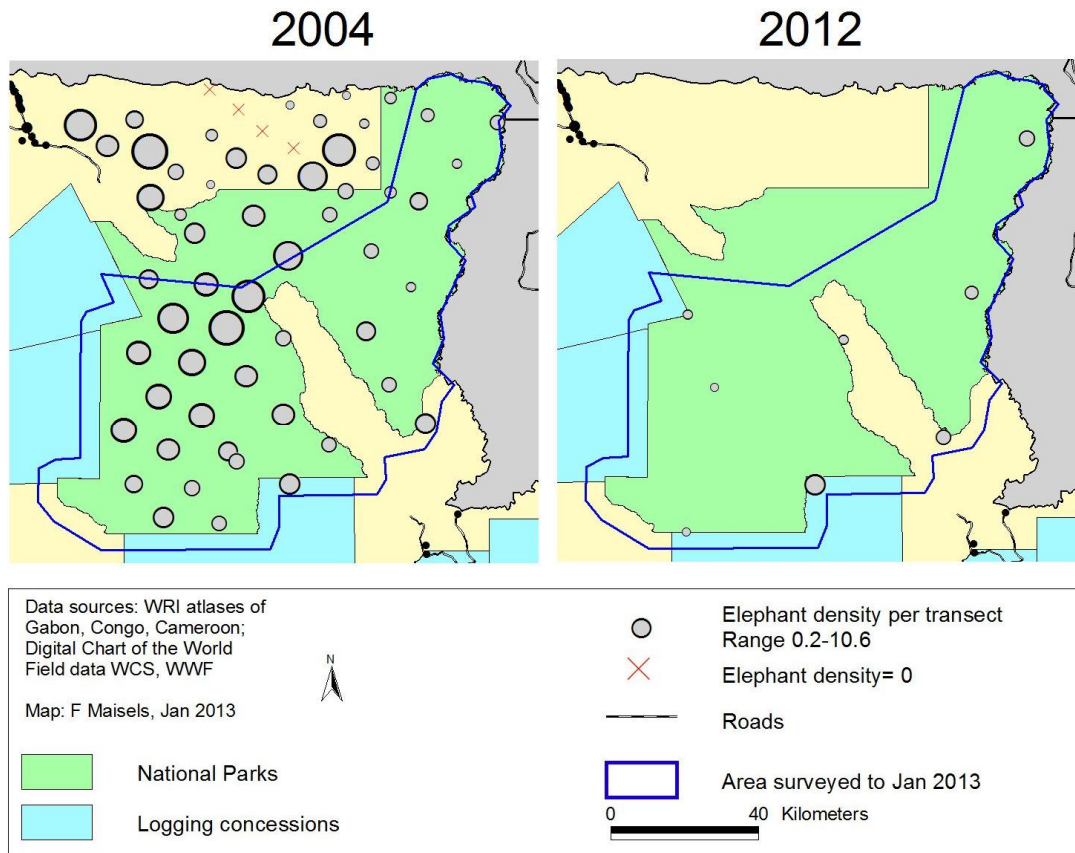 2004
2012
Data sources: WRI atlases of
Gabon, Congo, Cameroon;
Digital Chart of the World
Field data WCS, WWF
Map: F Maisels, Jan 2013
N
National Parks
Logging concessions
Elephant density per transect
Range 0.2-10.6
Elephant density= 0
Roads
Area surveyed to Jan 2013
0 40 Kilometers